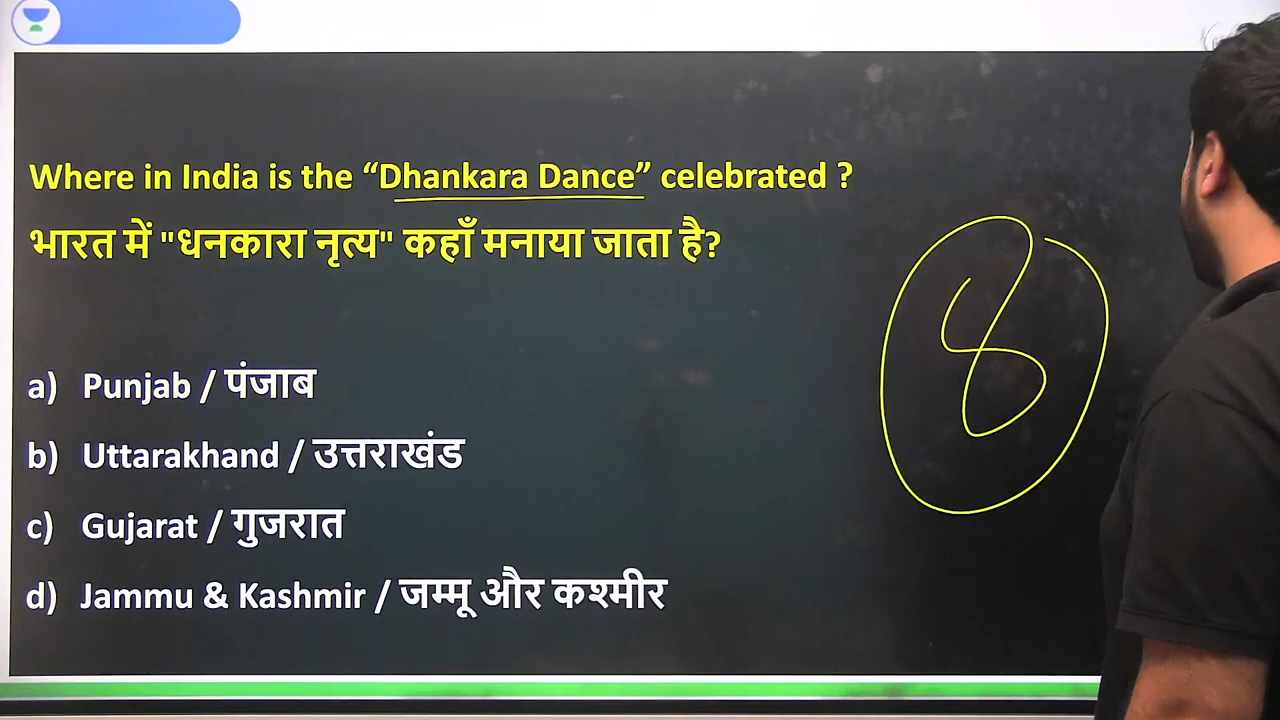 Where in India is the “Dhankara Dance” celebrated ?
भारत में "धनकारा नृत्य" कहाँ मनाया जाता है?
8
a) Punjab / पंजाब
b) Uttarakhand / उत्तराखंड
c) Gujarat / गुजरात
d) Jammu & Kashmir / जम्मू और कश्मीर